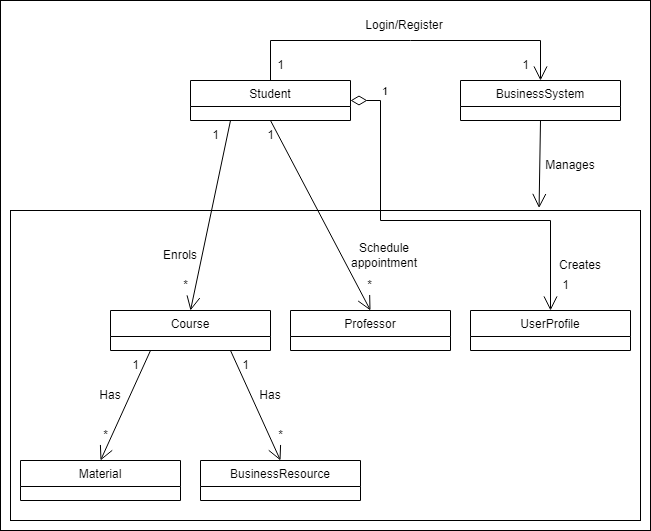 Login/Register
1
1
Student
1
BusinessSystem
1
1
Manages
Enrols
Schedule
appointment
Creates
*
*
1
Course
Professor
UserProfile
1
1
Has
Has
*
*
Material
BusinessResource